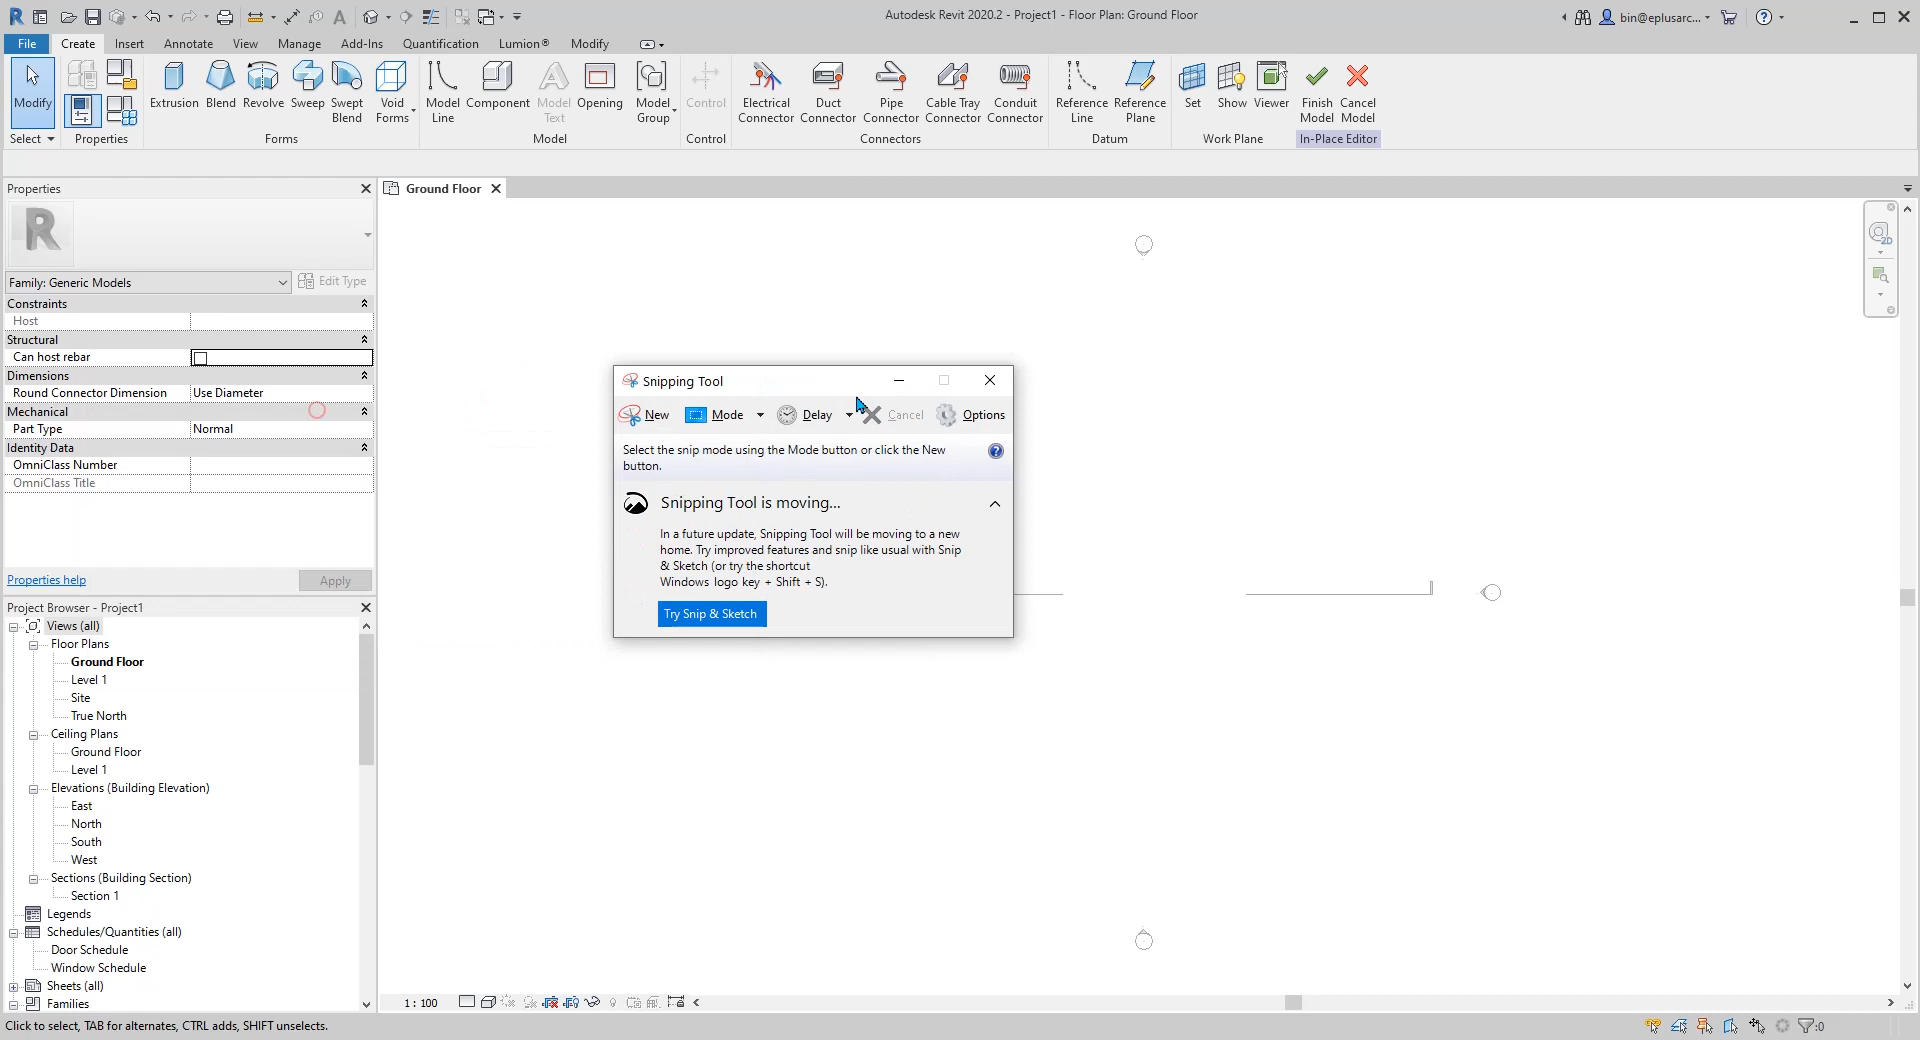 Autodesk Revit 2020.2 - Project1 - Floor Plan: Ground Floor
bin@eplusarc...
File Create Insert Annotate View Manage Add-Ins Quantification Lumion® Modify
Modify
Extrusion Blend Revolve Sweep Swept Blend Void Forms
Model Line Component Model Text Opening Model Group
Control
Electrical Connector Duct Connector Pipe Connector Cable Tray Connector Conduit Connector
Reference Line Reference Plane
Set Show Viewer
Finish Model Cancel Model
Select Properties Forms Model Control Connectors Datum Work Plane In-Place Editor
Properties
Family: Generic Models Edit Type
Constraints
Host
Structural
Can host rebar
Dimensions
Round Connector Dimension Use Diameter
Mechanical
Part Type Normal
Identity Data
OmniClass Number
OmniClass Title
Properties help Apply
Project Browser - Project1
Views (all)
Floor Plans
Ground Floor
Level 1
Site
True North
Ceiling Plans
Ground Floor
Level 1
Elevations (Building Elevation)
East
North
South
West
Sections (Building Section)
Section 1
Legends
Schedules/Quantities (all)
Door Schedule
Window Schedule
Sheets (all)
Families
Ground Floor
2D
Snipping Tool
New Mode Delay Cancel Options
Select the snip mode using the Mode button or click the New
button.
Snipping Tool is moving...
In a future update, Snipping Tool will be moving to a new
home. Try improved features and snip like usual with Snip
& Sketch (or try the shortcut
Windows logo key + Shift + S).
Try Snip & Sketch
1 : 100
Click to select, TAB for alternates, CTRL adds, SHIFT unselects.
:0